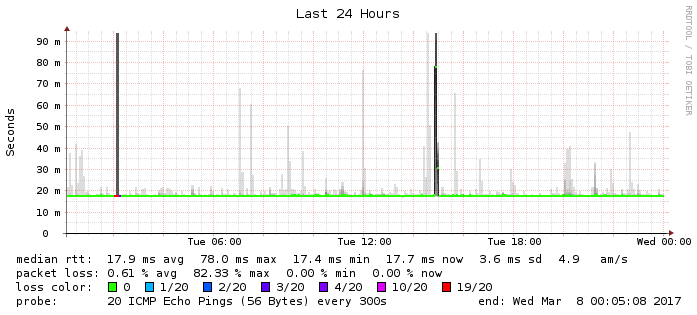 Last 24 Hours
RRDTOOL / TOBI OETIKER
Seconds
90 m
80 m
70 m
60 m
50 m
40 m
30 m
20 m
10 m
0
Tue 06:00 Tue 12:00 Tue 18:00 Wed 00:00
median rtt: 17.9 ms avg 78.0 ms max 17.4 ms min 17.7 ms now 3.6 ms sd 4.9 am/s
packet loss: 0.61 % avg 82.33 % max 0.00 % min 0.00 % now
loss color: 0 1/20 2/20 3/20 4/20 10/20 19/20
probe: 20 ICMP Echo Pings (56 Bytes) every 300s end: Wed Mar 8 00:05:08 2017